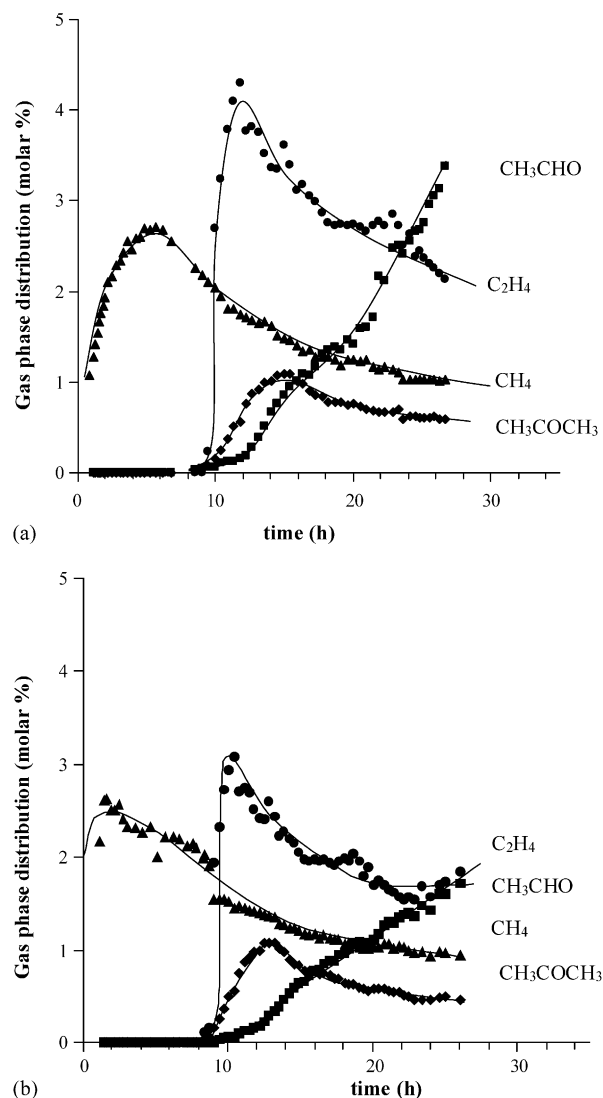 Gas phase distribution (molar %)
5
4
3
2
1
0
CH3CHO
C2H4
CH4
CH3COCH3
0
10
20
30
(a)
time (h)
Gas phase distribution (molar %)
5
4
3
2
1
0
C2H4
CH3CHO
CH4
CH3COCH3
0
10
20
30
(b)
time (h)